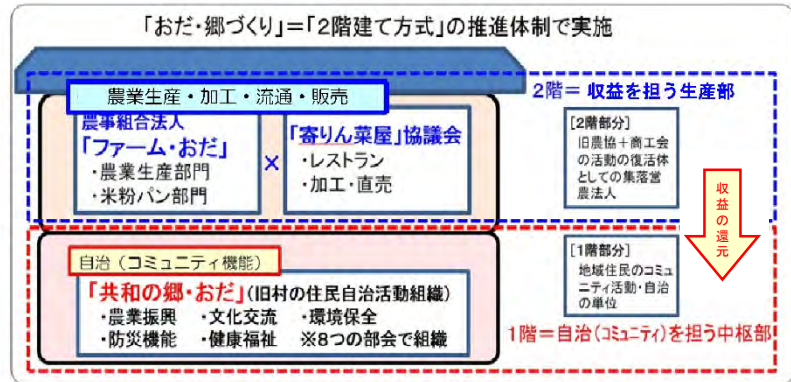 「おだ・郷づくり」＝「2階建て方式」の推進体制で実施
農業生産・加工・流通・販売
農事組合法人
「ファーム・おだ」
・農業生産部門
・米粉パン部門
×
「寄りん菜屋」協議会
・レストラン
・加工・直売
2階＝ 収益を担う生産部
[2階部分]
旧農協＋商工会
の活動の復活体
としての集落営
農法人
収益の還元
自治（コミュニティ機能）
「共和の郷・おだ」（旧村の住民自治活動組織）
・農業振興 ・文化交流 ・環境保全
・防災機能 ・健康福祉 ※8つの部会で組織
[1階部分]
地域住民のコミュ
ニティ活動・自治
の単位
1階＝自治（コミュニティ）を担う中枢部